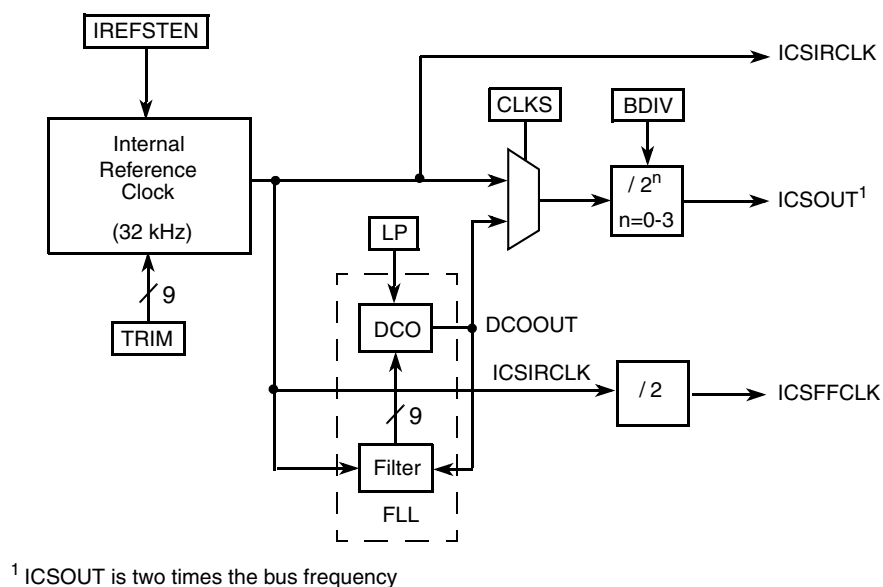 IREFSTEN
ICSIRCLK
CLKS
BDIV
Internal
Reference
Clock
(32 kHz)
/ 2ⁿ
n=0-3
ICSOUT¹
LP
9
TRIM
DCO
DCOOUT
ICSIRCLK
/ 2
ICSFFCLK
9
Filter
FLL
¹ ICSOUT is two times the bus frequency